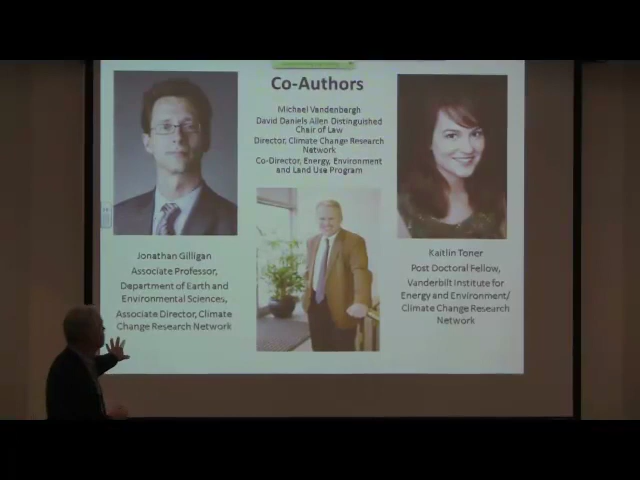 Co-Authors
Michael Vandenbargh
David Daniels Allen Distinguished
Chair of Law
Director, Climate Change Research
Network
Co-Director, Energy, Environment
and Land Use Program
Jonathan Gilligan
Associate Professor,
Dapartment of Earth and
Environmental Sciences,
Associate Director, Climate
Change Research Network
Kaitlin Toner
Post Doctoral Fellow,
Vanderbilt Institute for
Energy and Environment/
Climate Change Research
Network